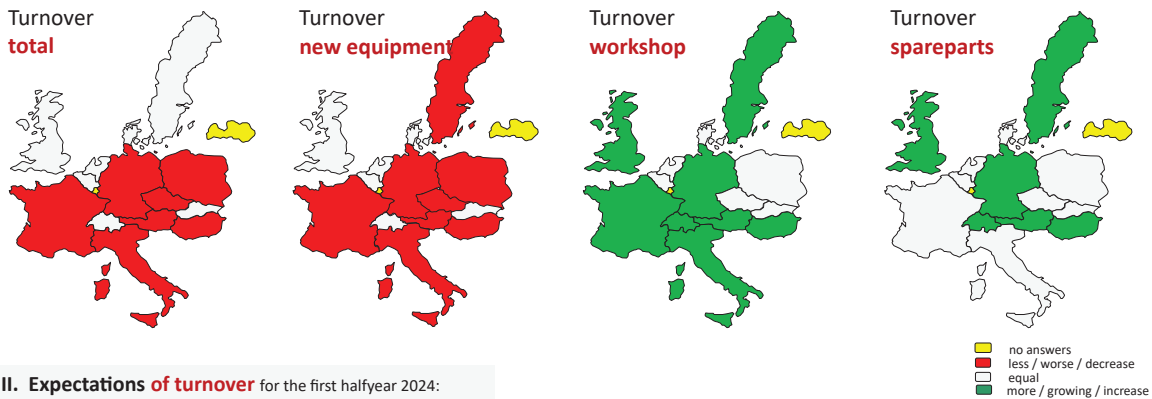 Turnover
total
Turnover
new equipment
Turnover
workshop
Turnover
spareparts
no answers
less / worse / decrease
equal
more / growing / increase
II. Expectations of turnover for the first halfyear 2024: